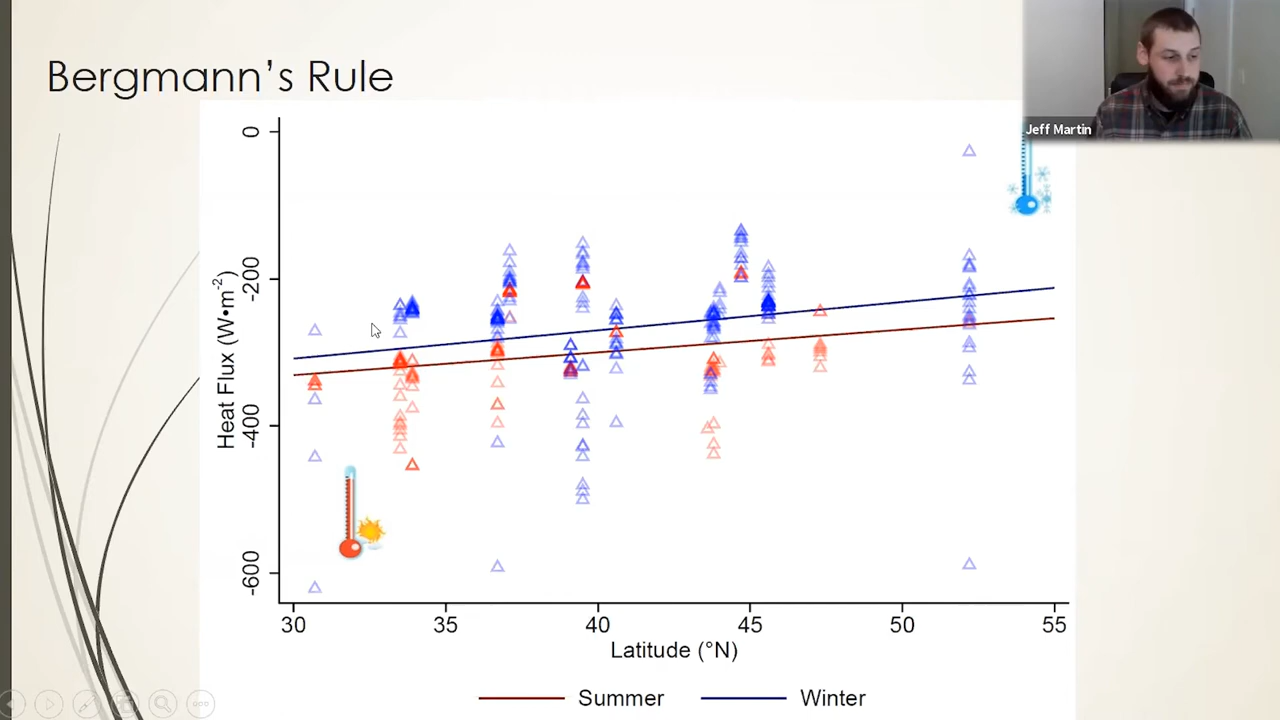 Bergmann's Rule
Jeff Martin
0
-200
-400
-600
Heat Flux (W•m-2)
30 35 40 45 50 55
Latitude (°N)
Summer Winter